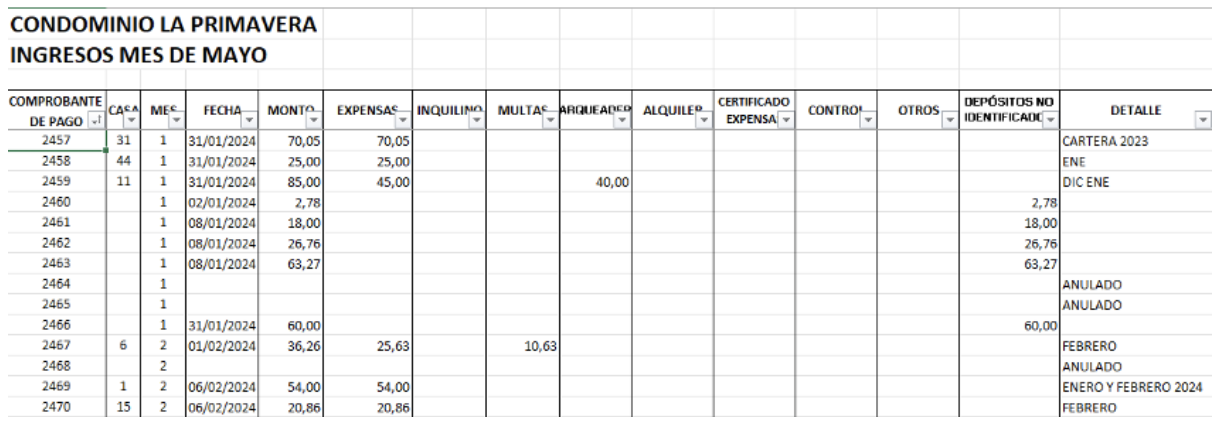 CONDOMINIO LA PRIMAVERA
INGRESOS MES DE MAYO
COMPROBANTE DE PAGO CASA MES FECHA MONTO EXPENSAS INQUILINO MULTAS ALQUILER CERTIFICADO EXPENSA CONTROL OTROS DEPÓSITOS NO IDENTIFICADO DETALLE
2457 31 1 31/01/2024 70,05 70,05 CARTERA 2023
2458 44 1 31/01/2024 25,00 25,00 ENE
2459 11 1 31/01/2024 85,00 45,00 40,00 DIC ENE
2460 1 02/01/2024 2,78 2,78
2461 1 08/01/2024 18,00 18,00
2462 1 08/01/2024 26,76 26,76
2463 1 08/01/2024 63,27 63,27
2464 1 ANULADO
2465 1 ANULADO
2466 1 31/01/2024 60,00 60,00
2467 6 2 01/02/2024 36,26 25,63 10,63 FEBRERO
2468 2 ANULADO
2469 1 2 06/02/2024 54,00 54,00 ENERO Y FEBRERO 2024
2470 15 2 06/02/2024 20,86 20,86 FEBRERO